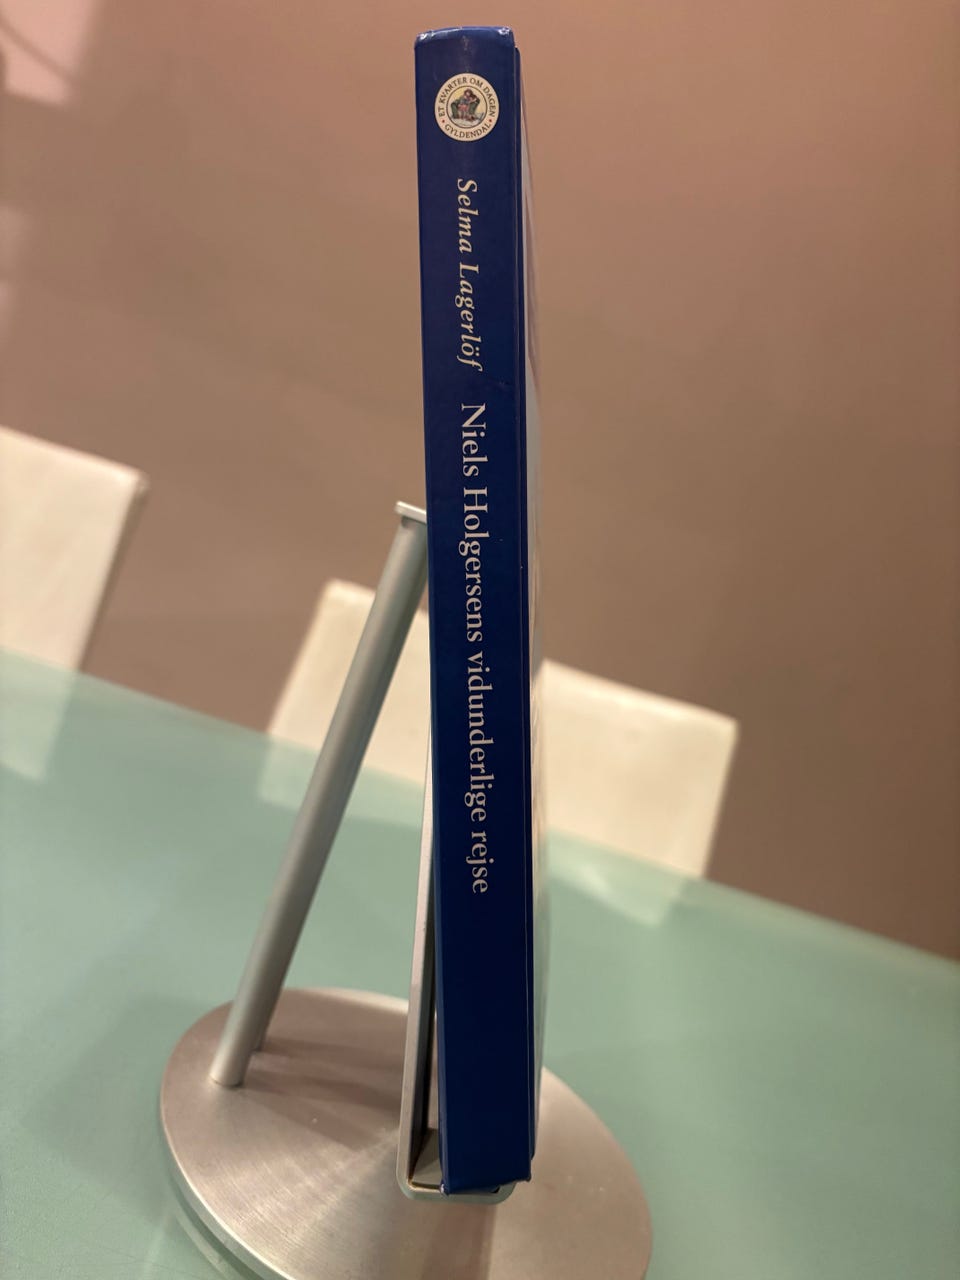 ET KVARTER OM DAGEN
GYLDENDAL
Selma Lagerlöf
Niels Holgersens vidunderlige rejse